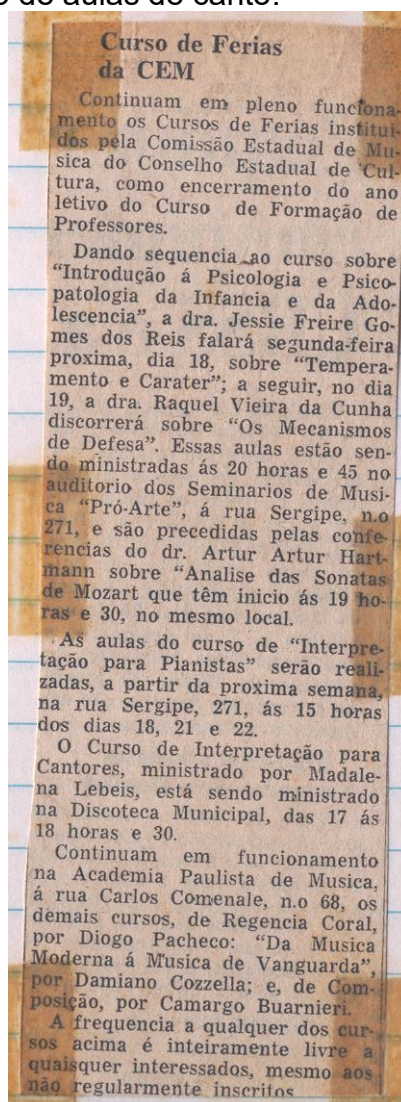 o de aulas de canto.
Curso de Ferias
da CEM
Continuam em pleno funciona-
mento os Cursos de Ferias institui-
dos pela Comissão Estadual de Mu-
sica do Conselho Estadual de Cul-
tura, como encerramento do ano
letivo do Curso de Formação de
Professores.
Dando sequencia ao curso sobre
"Introdução á Psicologia e Psico-
patologia da Infancia e da Ado-
lescencia", a dra. Jessie Freire Go-
mes dos Reis falará segunda-feira
proxima, dia 18, sobre "Tempera-
mento e Carater"; a seguir, no dia
19, a dra. Raquel Vieira da Cunha
discorrerá sobre "Os Mecanismos
de Defesa". Essas aulas estão sen-
do ministradas ás 20 horas e 45 no
auditorio dos Seminarios de Musi-
ca "Pró-Arte", á rua Sergipe, n.o
271, e são precedidas pelas confe-
rencias do dr. Artur Artur Hart-
mann sobre "Analise das Sonatas
de Mozart que têm inicio ás 19 ho-
ras e 30, no mesmo local.
As aulas do curso de "Interpre-
tação para Pianistas" serão reali-
zadas, a partir da proxima semana,
na rua Sergipe, 271, ás 15 horas
dos dias 18, 21 e 22.
O Curso de Interpretação para
Cantores, ministrado por Madale-
na Lebeis, está sendo ministrado
na Discoteca Municipal, das 17 ás
18 horas e 30.
Continuam em funcionamento
na Academia Paulista de Musica,
á rua Carlos Comenale, n.o 68, os
demais cursos, de Regencia Coral,
por Diogo Pacheco: "Da Musica
Moderna á Musica de Vanguarda",
por Damiano Cozzella; e, de Com-
posição, por Camargo Buarnieri.
A frequencia a qualquer dos cur-
sos acima é inteiramente livre a
quaisquer interessados, mesmo aos
não regularmente inscritos